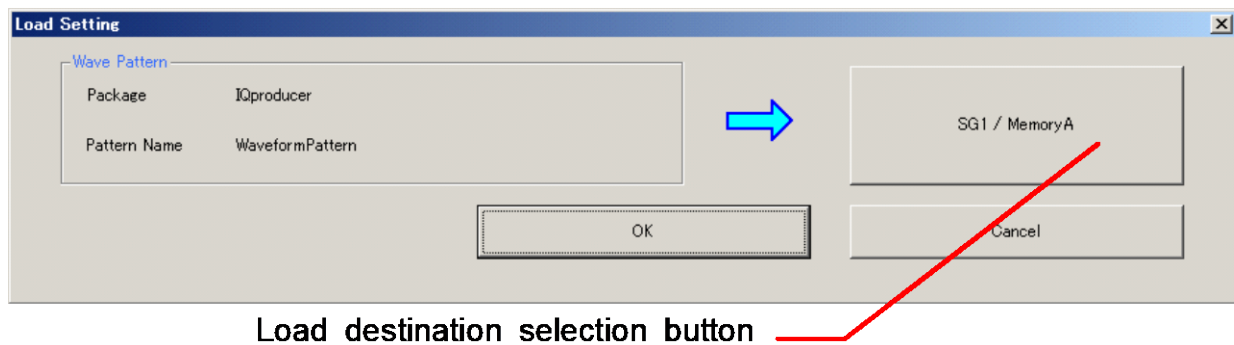 Load Setting
Wave Pattern
Package IQproducer
Pattern Name WaveformPattern
SG1 / MemoryA
OK Cancel
Load destination selection button